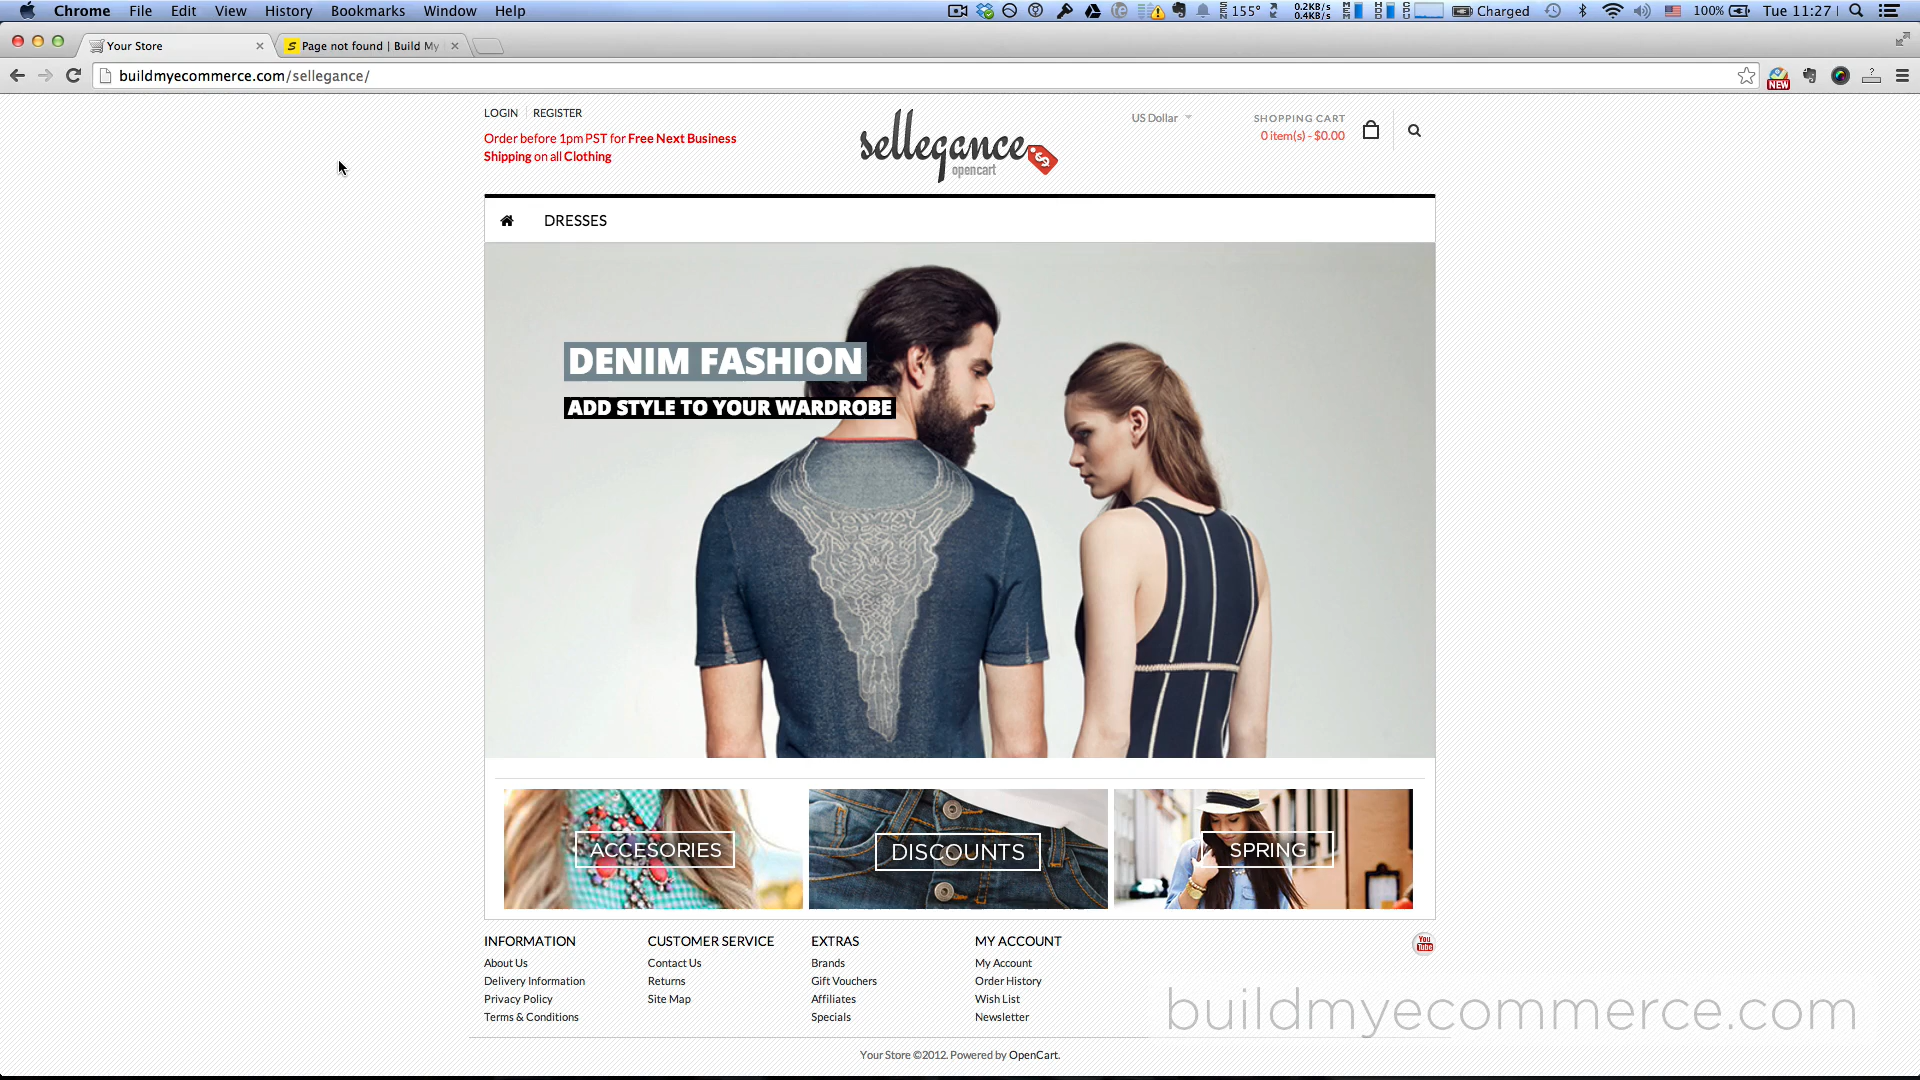 Chrome File Edit View History Bookmarks Window Help
155° 0.2KB/s 0.4KB/s Charged 100% Tue 11:27
Your Store
Page not found | Build My
buildmyecommerce.com/sellegance/
NEW
LOGIN REGISTER
Order before 1pm PST for Free Next Business
Shipping on all Clothing
sellegance
opencart
US Dollar
SHOPPING CART
0 item(s) - $0.00
DRESSES
DENIM FASHION
ADD STYLE TO YOUR WARDROBE
ACCESORIES
DISCOUNTS
SPRING
INFORMATION
About Us
Delivery Information
Privacy Policy
Terms & Conditions
CUSTOMER SERVICE
Contact Us
Returns
Site Map
EXTRAS
Brands
Gift Vouchers
Affiliates
Specials
MY ACCOUNT
My Account
Order History
Wish List
Newsletter
You
Tube
buildmyecommerce.com
Your Store ©2012. Powered by OpenCart.